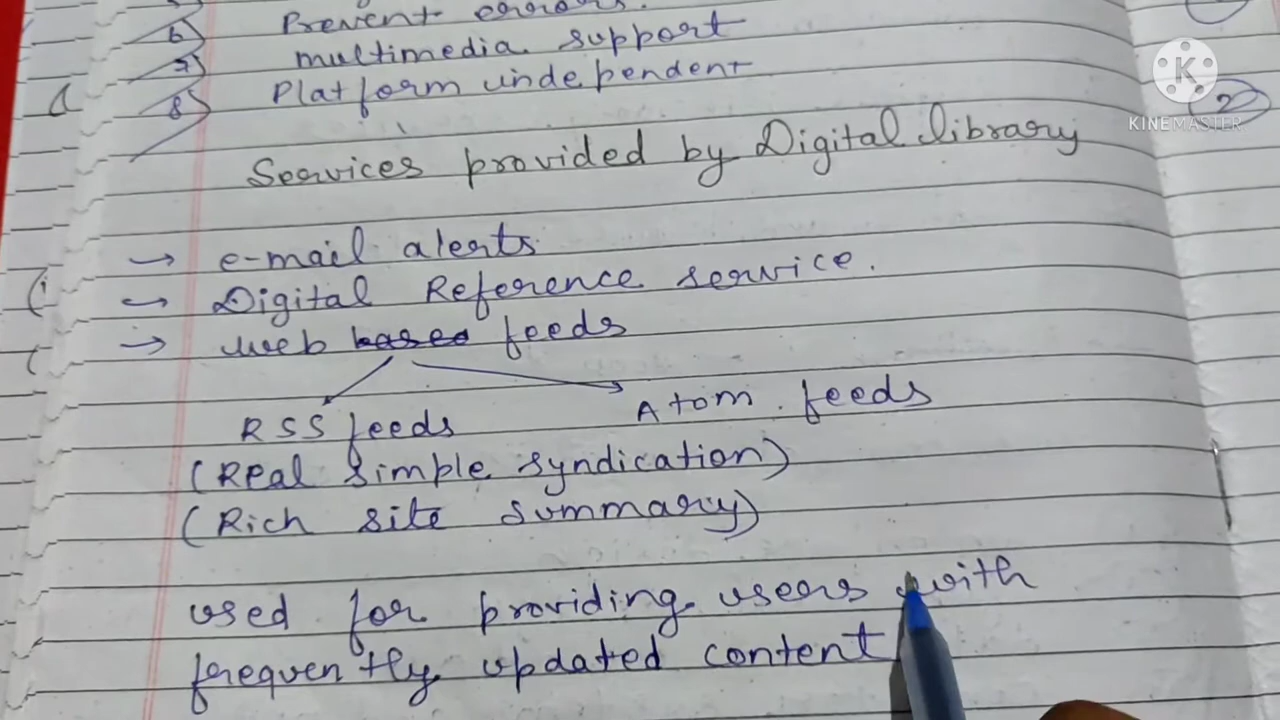 6) Prevent errors.
7) multimedia support
8) Platform independent
2
K
KINEMASTER
Services provided by Digital library
→ e-mail alerts.
→ Digital Reference service.
→ web based feeds
RSS feeds
Atom feeds
(Real simple syndication)
(Rich site summary)
used for providing users with
frequently updated content